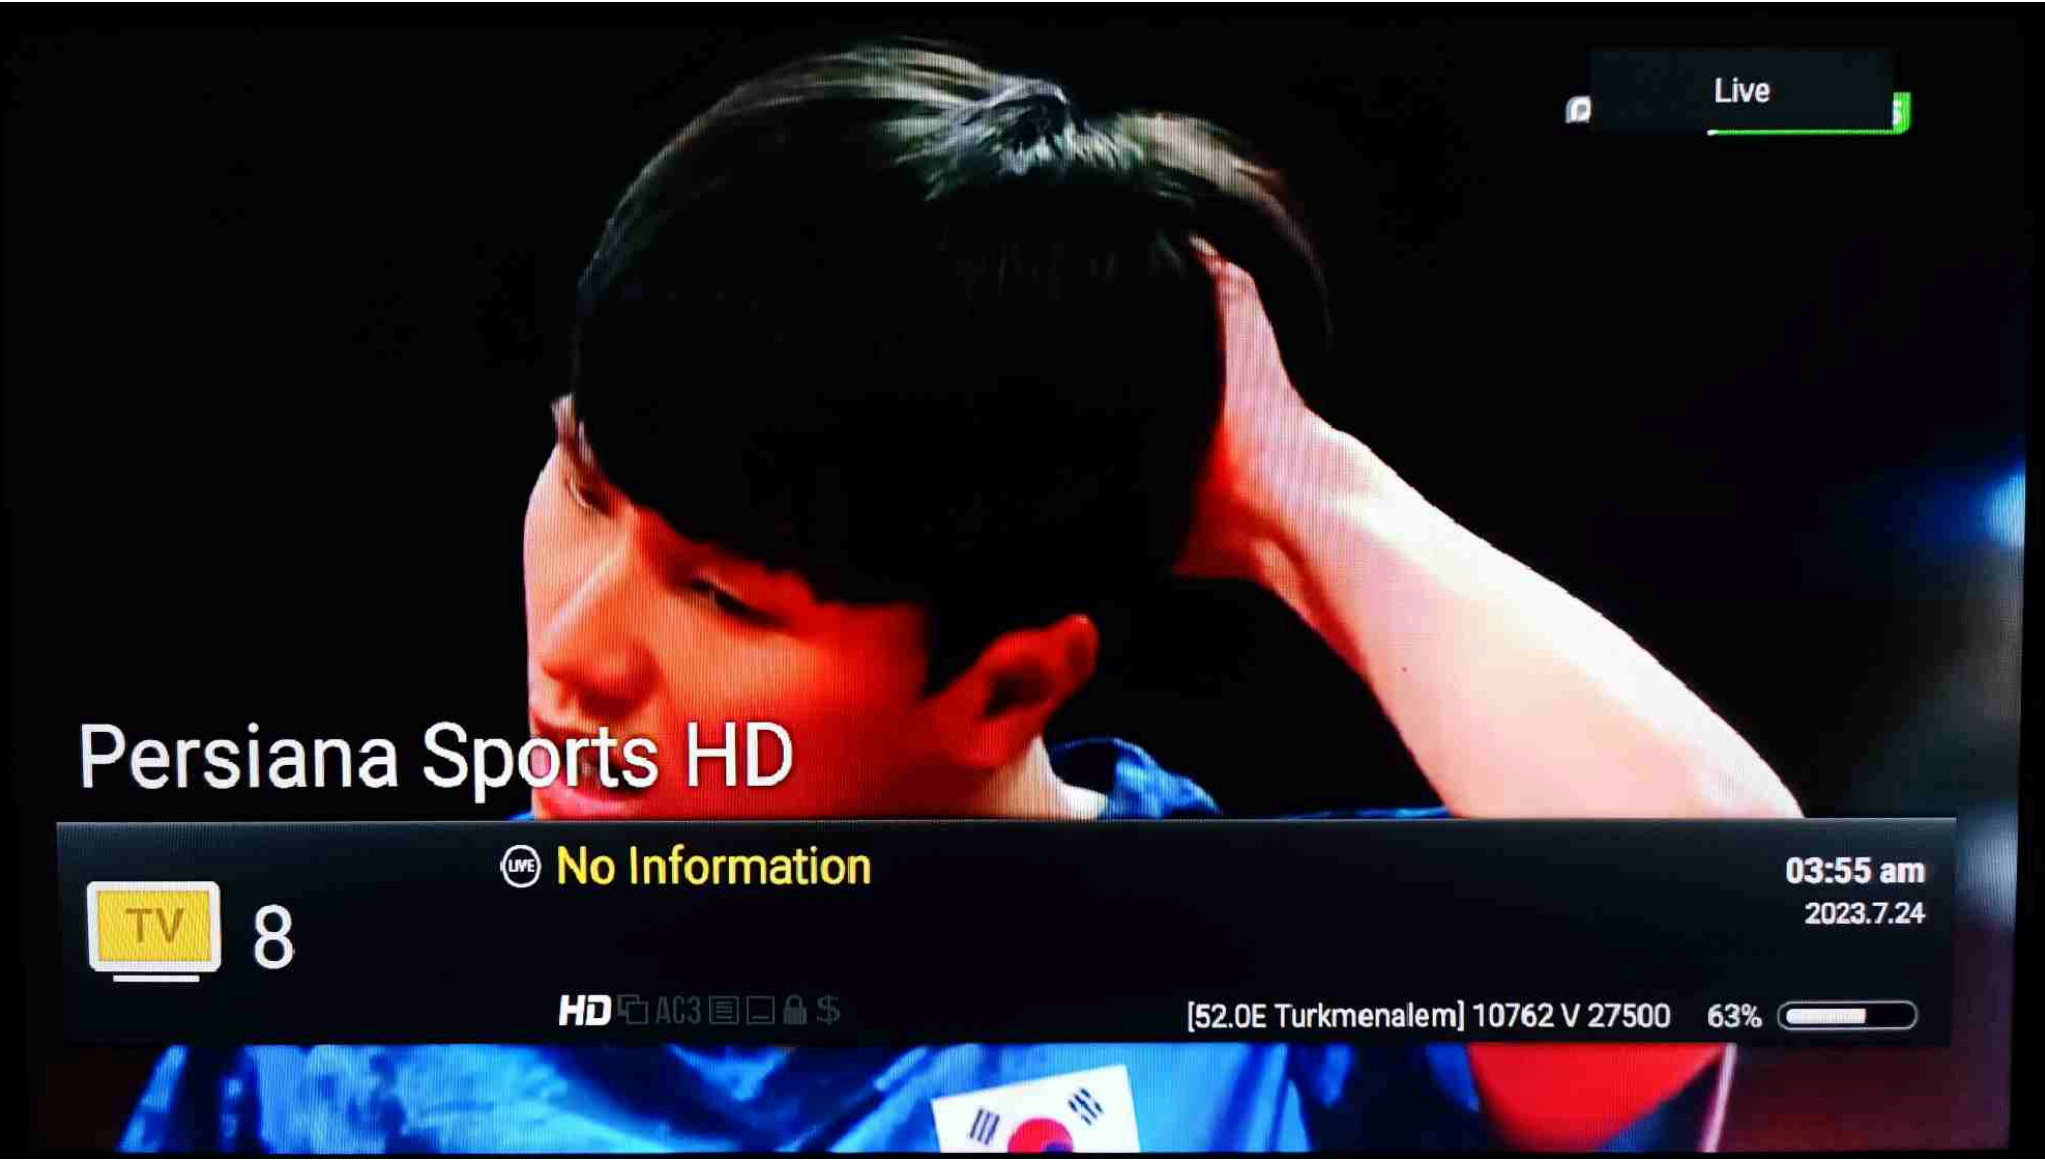 Live
Persiana Sports HD
LIVE No Information
03:55 am
2023.7.24
TV 8
HD AC3 $
[52.0E Turkmenalem] 10762 V 27500 63%